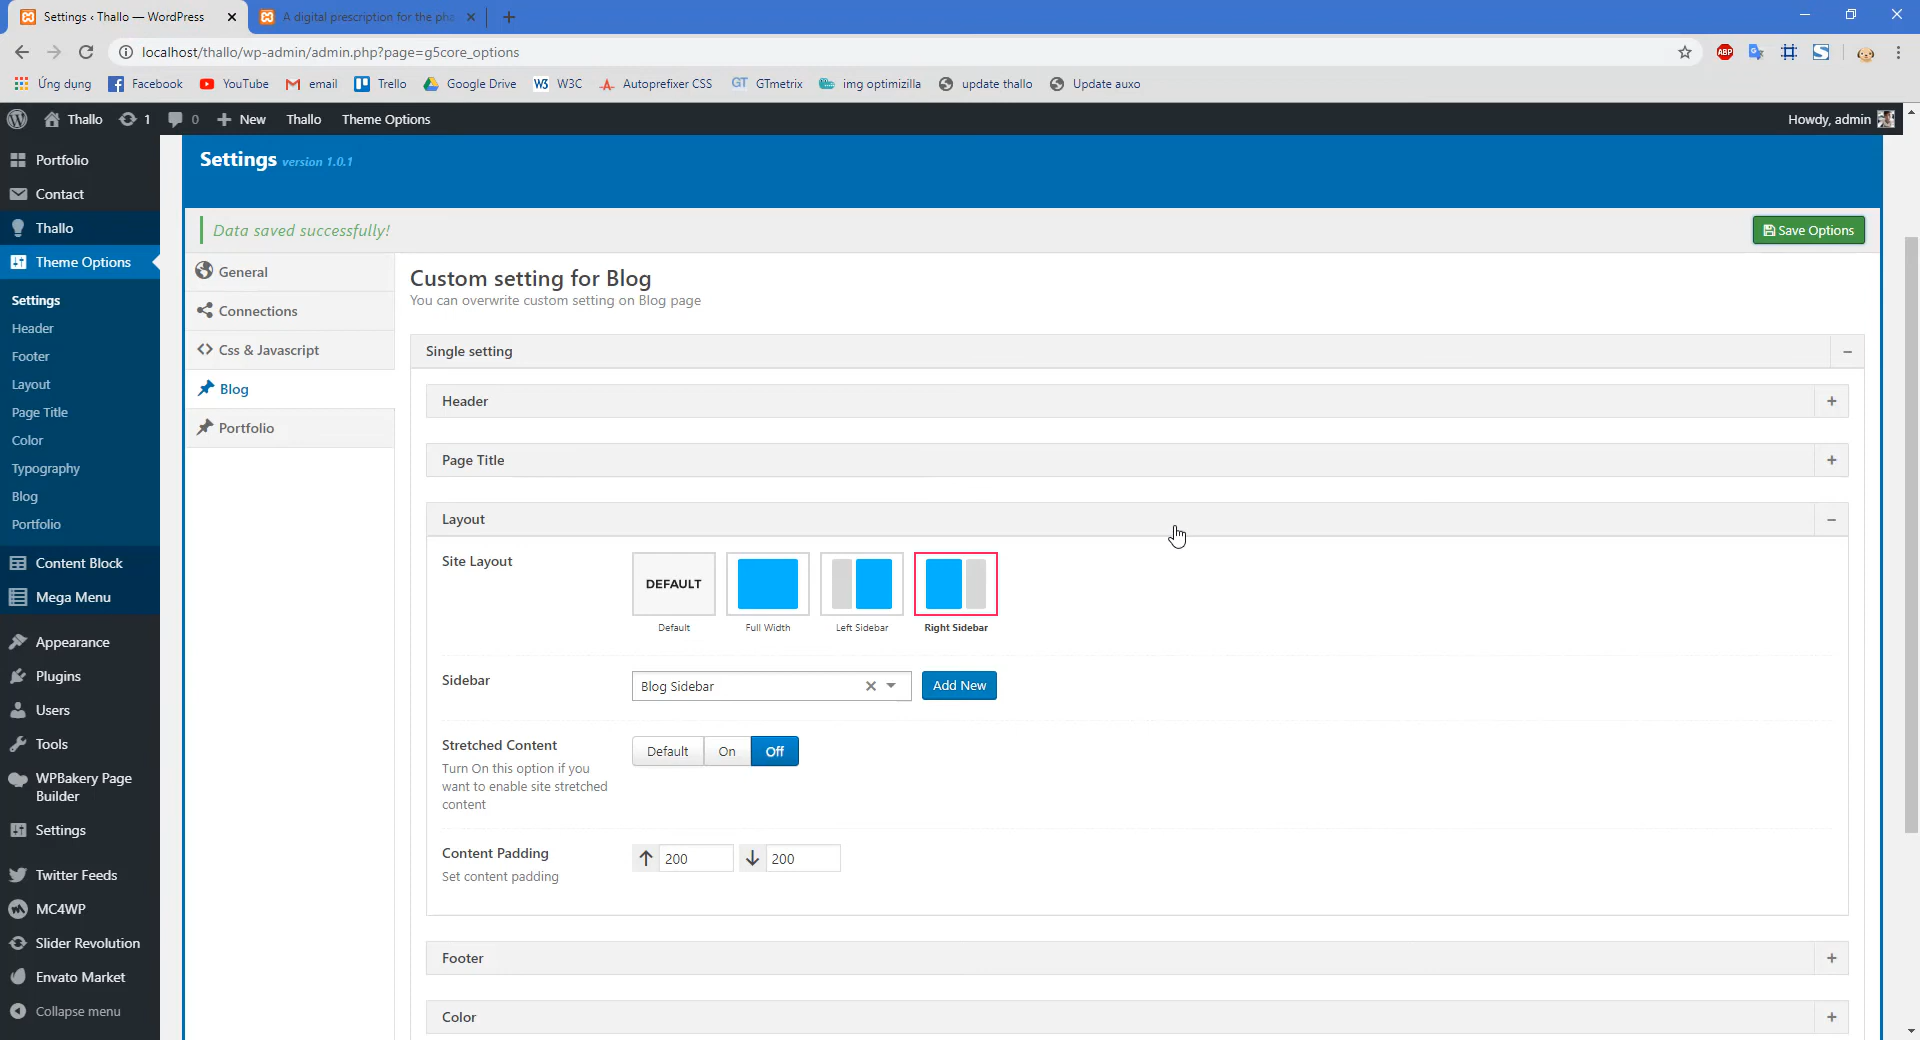 Settings ‹ Thallo — WordPress
A digital prescription for the pha
localhost/thallo/wp-admin/admin.php?page=g5core_options
ABP
Ứng dụng
Facebook
YouTube
email
Trello
Google Drive
W3C
Autoprefixer CSS
GT
GTmetrix
img optimizilla
update thallo
Update auxo
Thallo
1
0
New
Thallo
Theme Options
Howdy, admin
Portfolio
Contact
Thallo
Theme Options
Settings
Header
Footer
Layout
Page Title
Color
Typography
Blog
Portfolio
Content Block
Mega Menu
Appearance
Plugins
Users
Tools
WPBakery Page
Builder
Settings
Twitter Feeds
MC4WP
Slider Revolution
Envato Market
Collapse menu
Settings version 1.0.1
Data saved successfully!
Save Options
General
Connections
Css & Javascript
Blog
Portfolio
Custom setting for Blog
You can overwrite custom setting on Blog page
Single setting
Header
Page Title
Layout
Site Layout
DEFAULT
Default
Full Width
Left Sidebar
Right Sidebar
Sidebar
Blog Sidebar
Add New
Stretched Content
Turn On this option if you
want to enable site stretched
content
Default
On
Off
Content Padding
Set content padding
200
200
Footer
Color